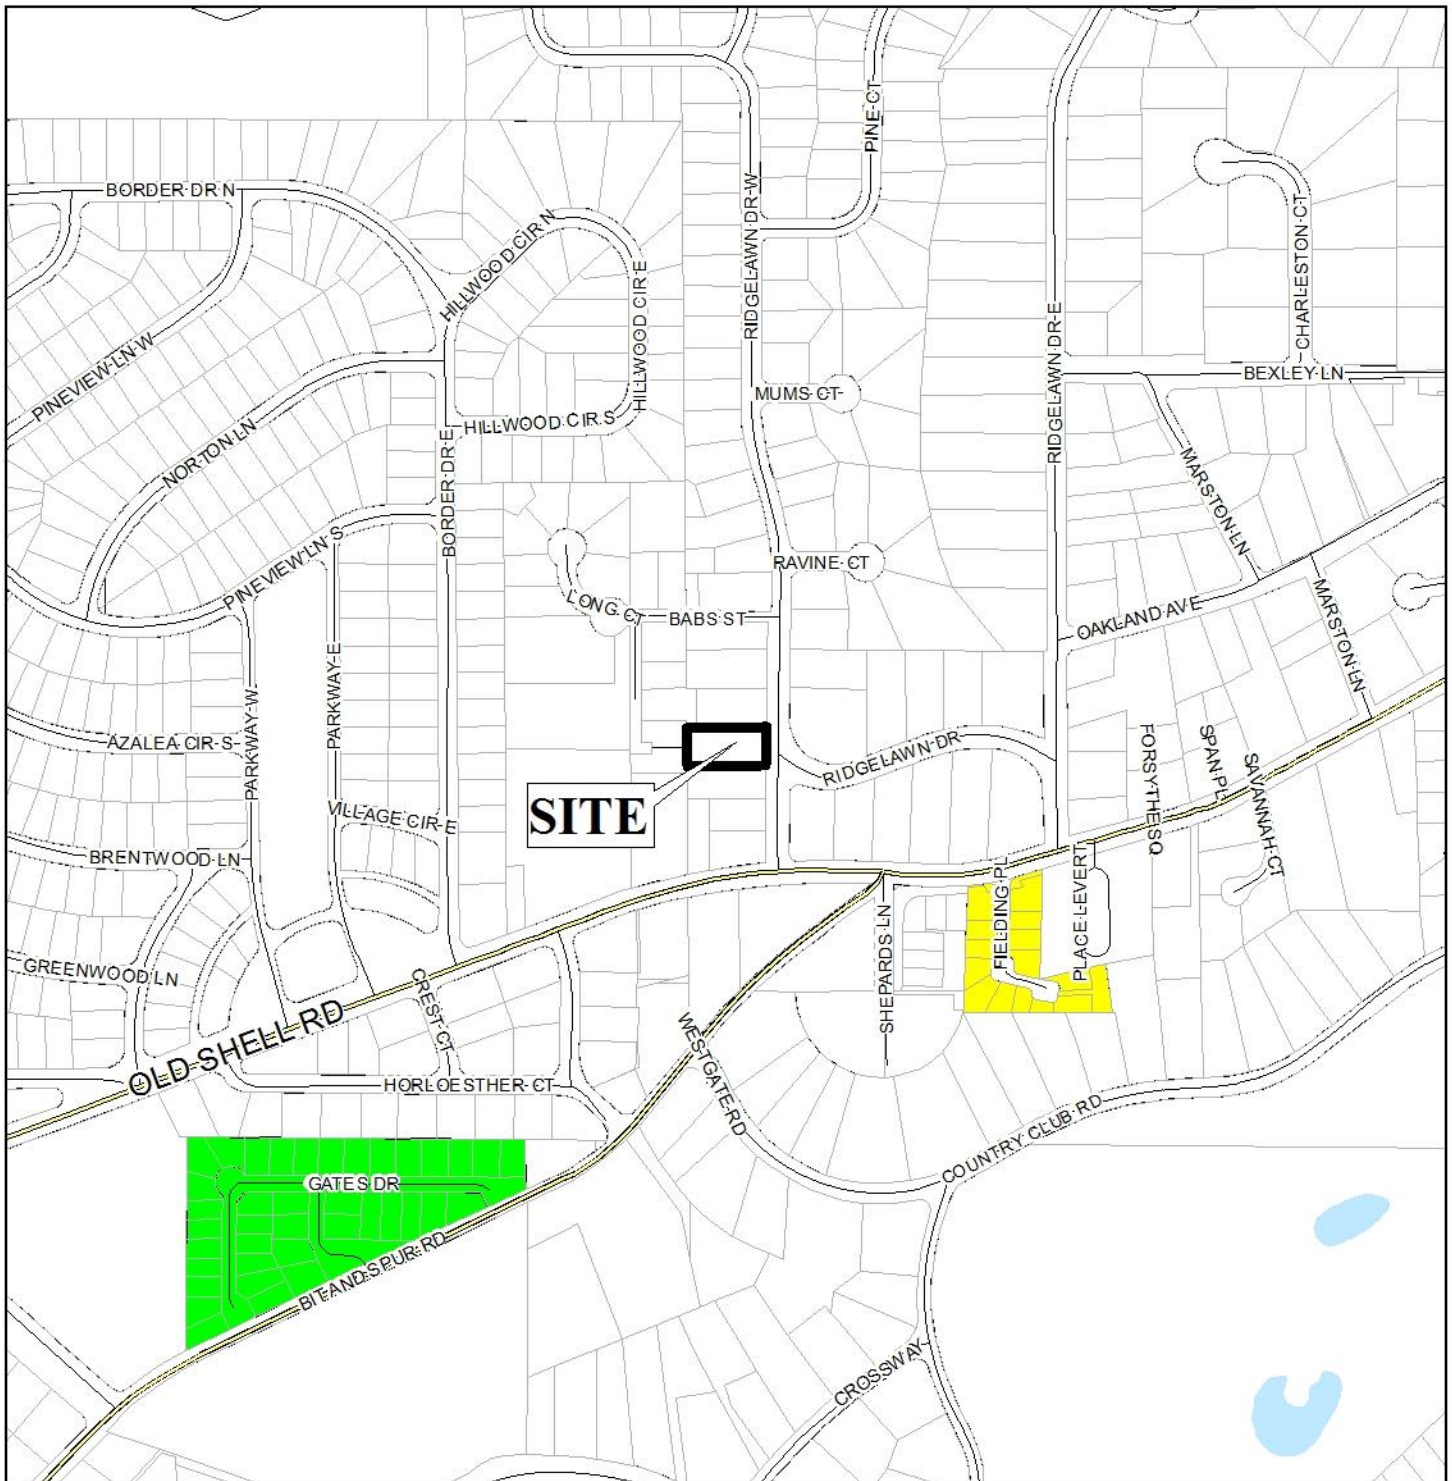 PINE CT
BORDER DR N
RIDGELAWN DR W
HILLWOOD CIR N
CHARLESTON CT
HILLWOOD CIR E
RIDGELAWN DR E
PINEVIEW LN W
BEXLEY LN
MUMS CT
HILLWOOD CIR S
NORTON LN
BORDER DR E
MARSTON LN
PINEVIEW LN S
RAVINE CT
LONG CT
BABS ST
OAKLAND AVE
MARSTON LN
PARKWAY E
PARKWAY W
AZALEA CIR S
RIDGELAWN DR
FORSYTHE SQ
SPAN PL
SAVANNAH CT
SITE
VILLAGE CIR E
BRENTWOOD LN
FIELDING PL
PLACE LEVERT
SHEPARDS LN
GREENWOOD LN
CREST CT
OLD SHELL RD
WESTGATE RD
HORLOESTHER CT
COUNTRY CLUB RD
GATES DR
BIT AND SPUR RD
CROSSWAY